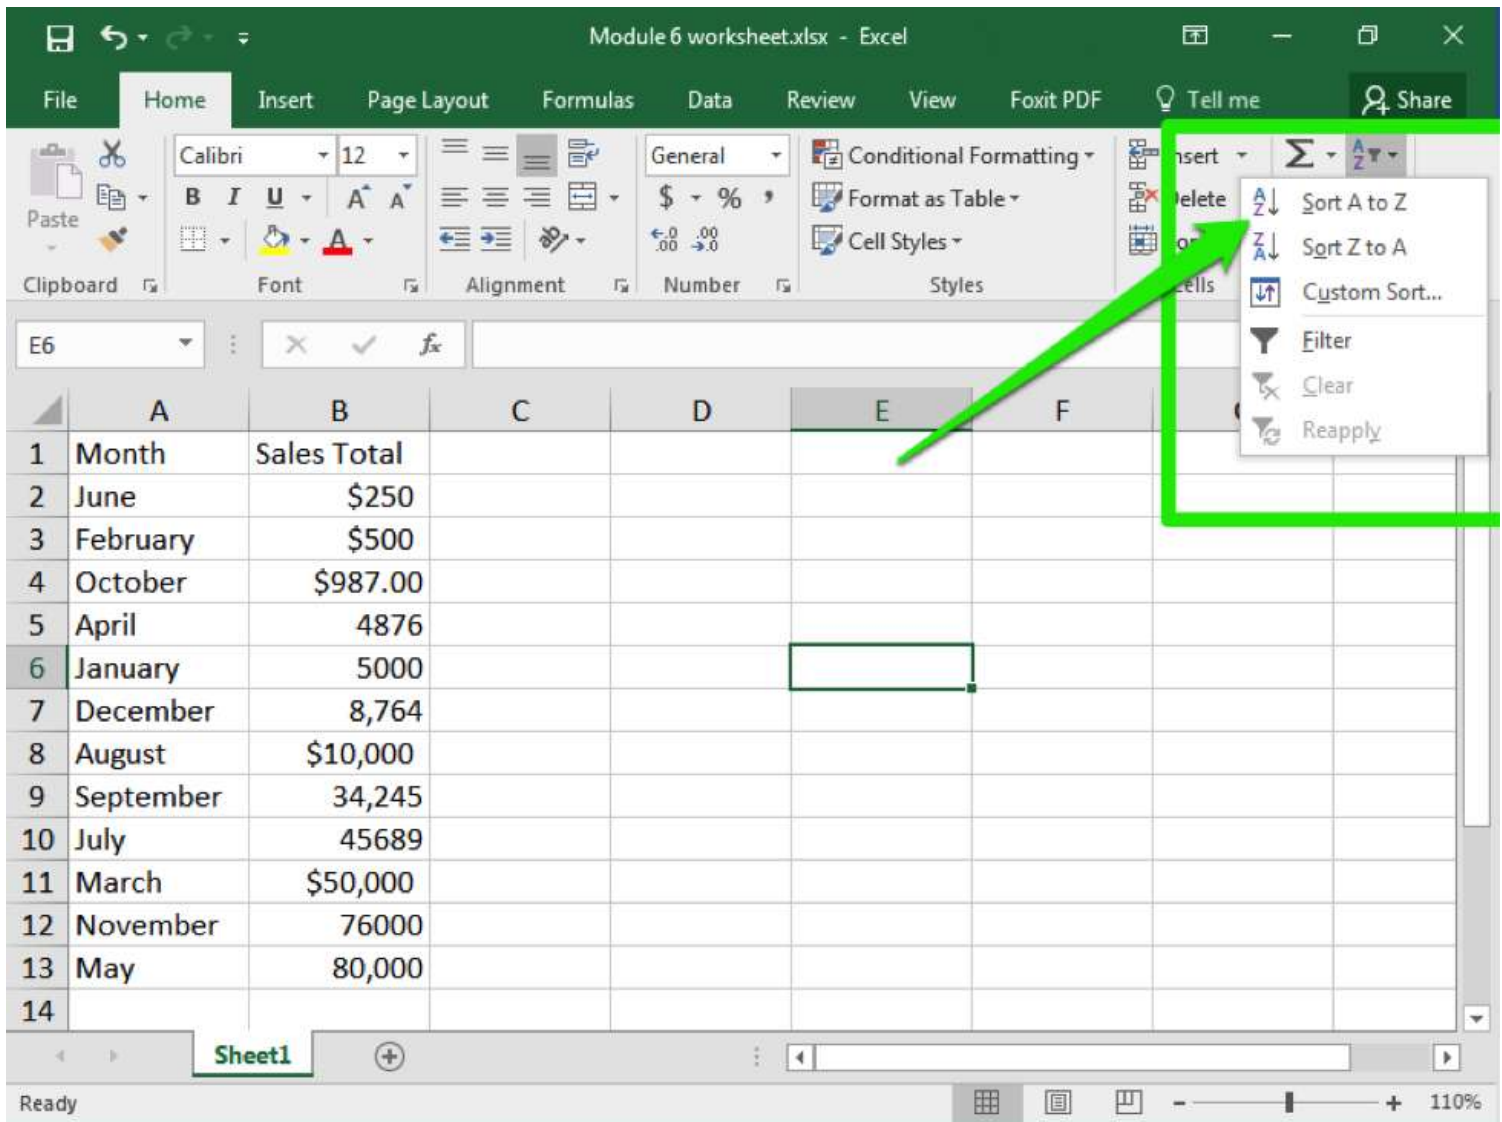 Module 6 worksheet.xlsx - Excel
File Home Insert Page Layout Formulas Data Review View Foxit PDF Tell me Share
Calibri 12 General Conditional Formatting
Paste B I U A A $ % , Format as Table
A .00 .00 Cell Styles
Clipboard Font Alignment Number Styles
Sort A to Z
Sort Z to A
Custom Sort...
Filter
Clear
Reapply
E6 fx
A B C D E F
1 Month Sales Total
2 June $250
3 February $500
4 October $987.00
5 April 4876
6 January 5000
7 December 8,764
8 August $10,000
9 September 34,245
10 July 45689
11 March $50,000
12 November 76000
13 May 80,000
14
Sheet1
Ready 110%